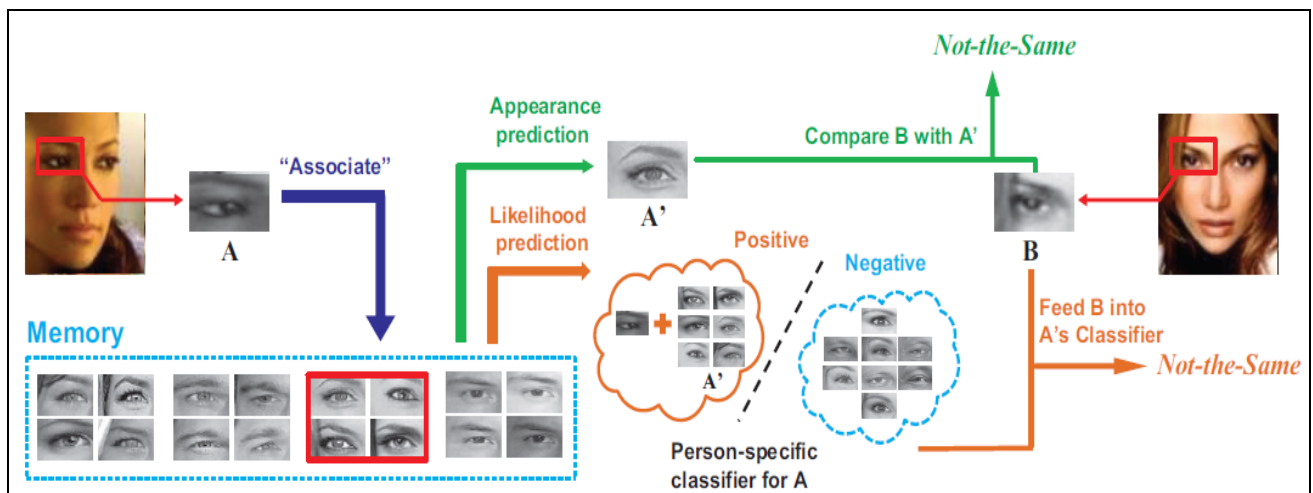 Not-the-Same
Appearance
prediction
Compare B with A'
“Associate”
A
A’
B
Likelihood
prediction
Positive
Negative
Feed B into
A's Classifier
Not-the-Same
Memory
A’
Person-specific
classifier for A